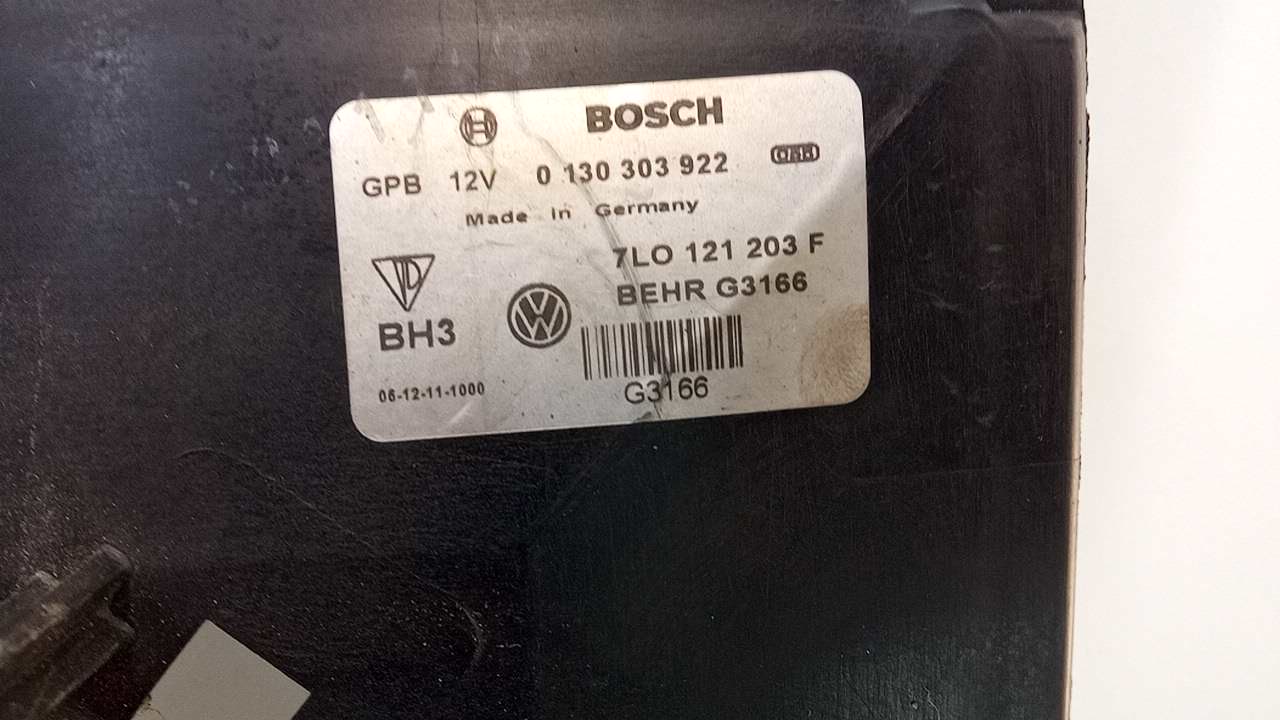 BOSCH
GPB 12V 0 130 303 922
Made in Germany
7LO 121 203 F
BEHR G3166
BH3
06-12-11-1000
G3166